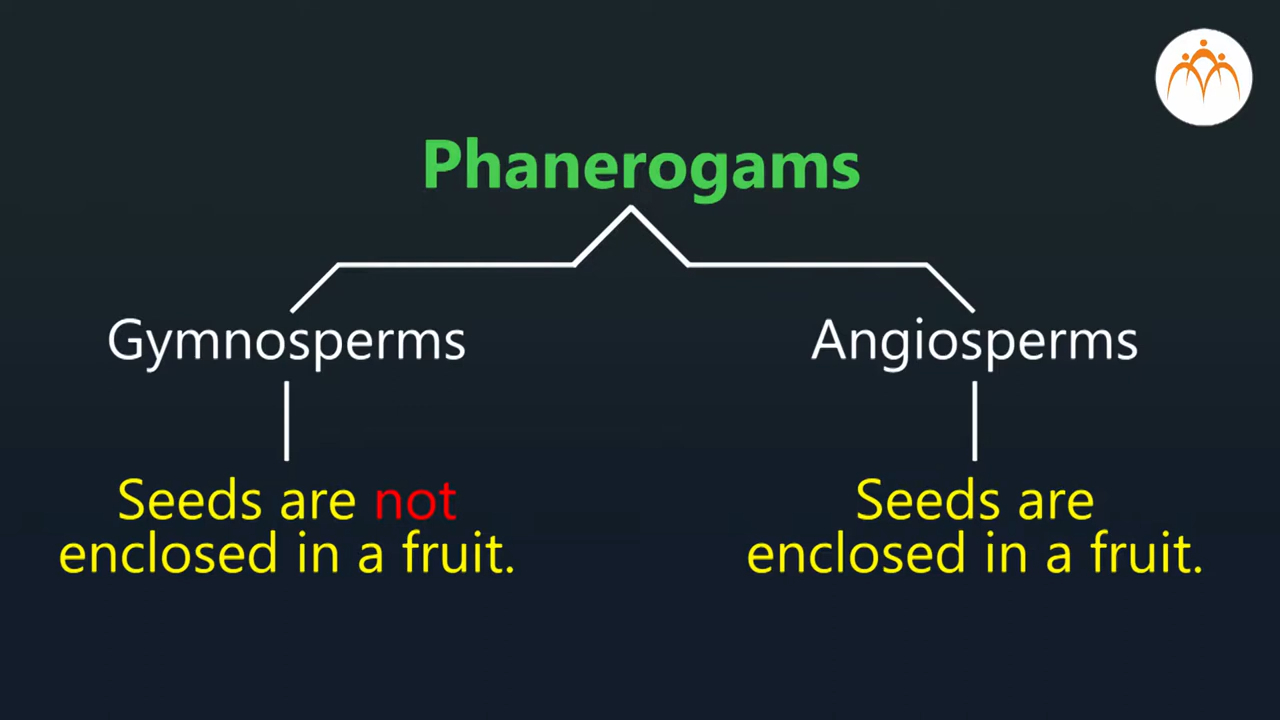 Phanerogams
Gymnosperms
Angiosperms
Seeds are not
enclosed in a fruit.
Seeds are
enclosed in a fruit.